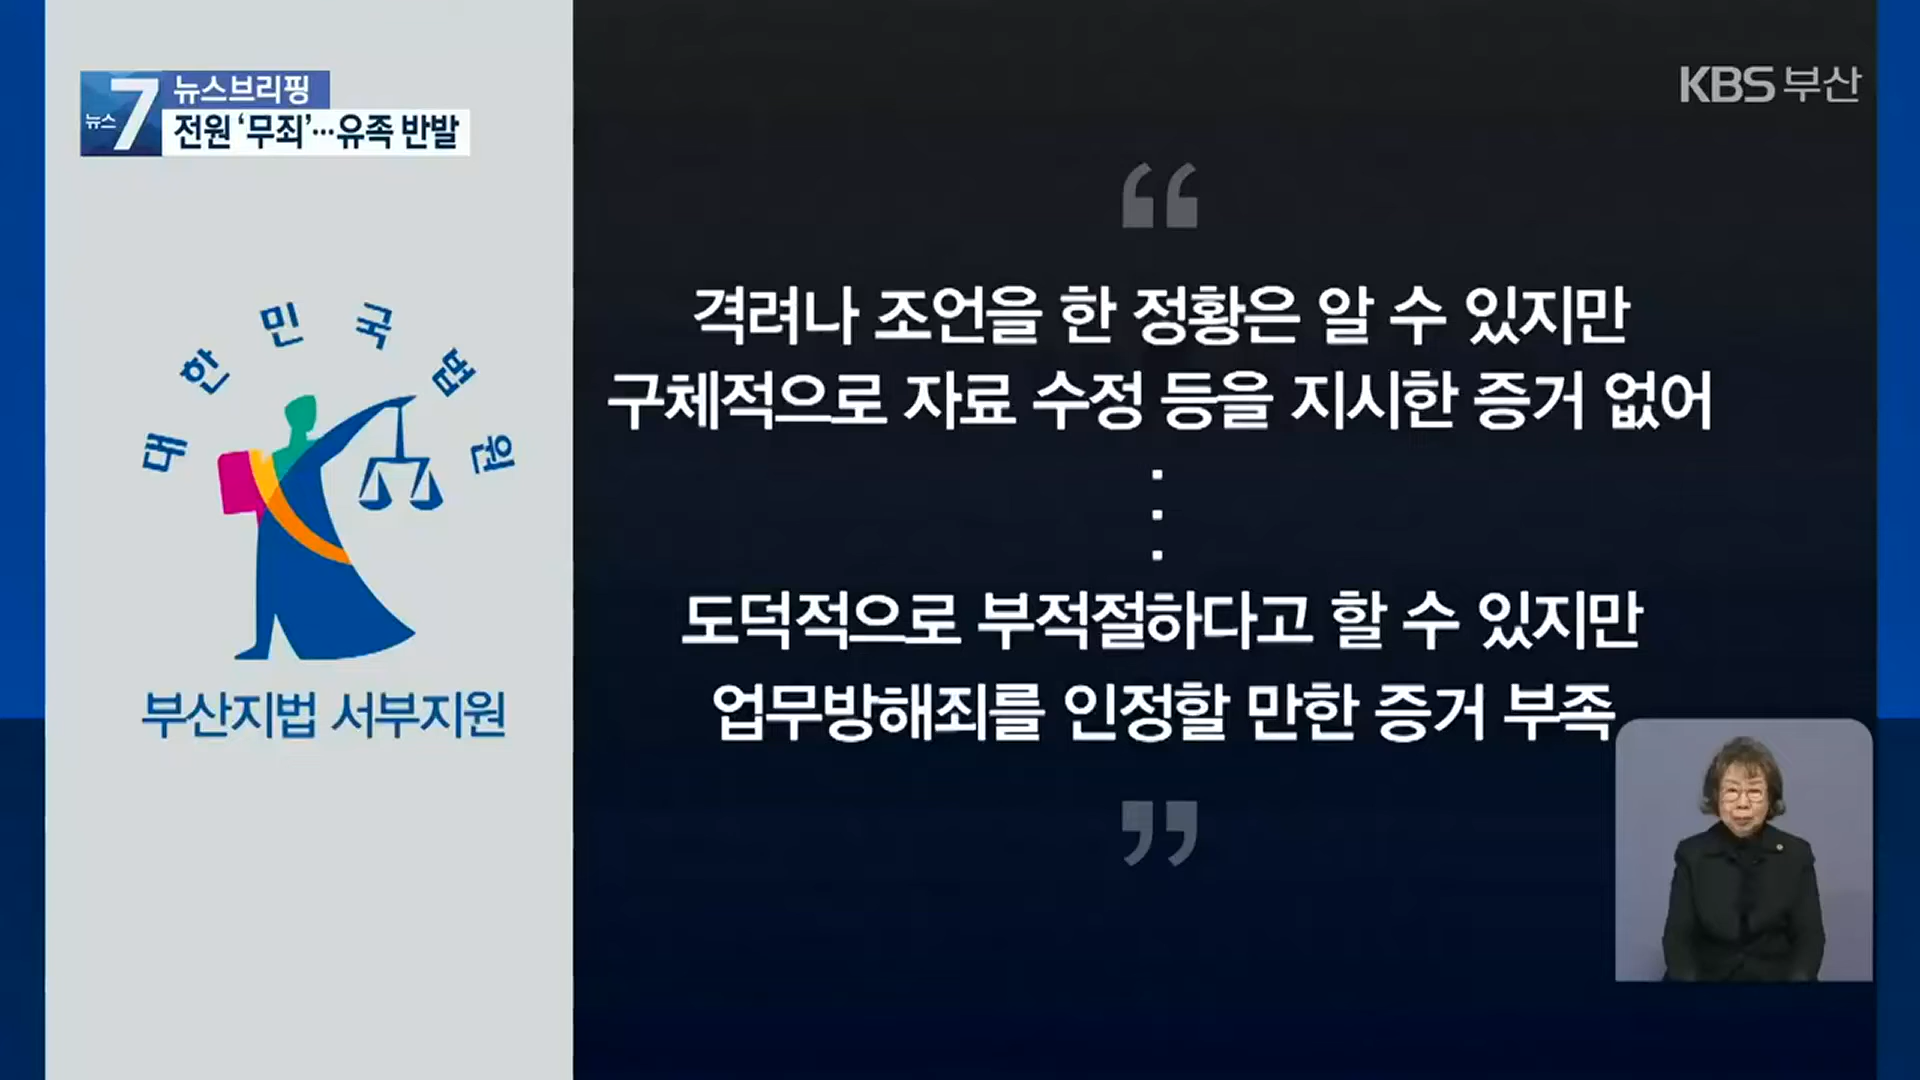 뉴스7
뉴스브리핑
전원 ‘무죄’…유족 반발
KBS 부산
“
격려나 조언을 한 정황은 알 수 있지만
구체적으로 자료 수정 등을 지시한 증거 없어
⋮
도덕적으로 부적절하다고 할 수 있지만
업무방해죄를 인정할 만한 증거 부족
”
대한민국법원
부산지법 서부지원